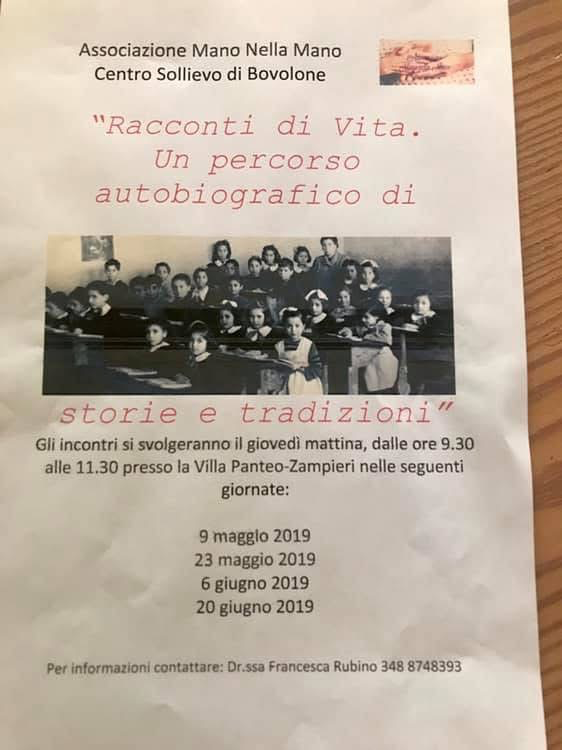 Associazione Mano Nella Mano
Centro Sollievo di Bovolone
"Racconti di Vita.
Un percorso
autobiografico di
storie e tradizioni"
Gli incontri si svolgeranno il giovedì mattina, dalle ore 9.30
alle 11.30 presso la Villa Panteo-Zampieri nelle seguenti
giornate:
9 maggio 2019
23 maggio 2019
6 giugno 2019
20 giugno 2019
Per informazioni contattare: Dr.ssa Francesca Rubino 348 8748393